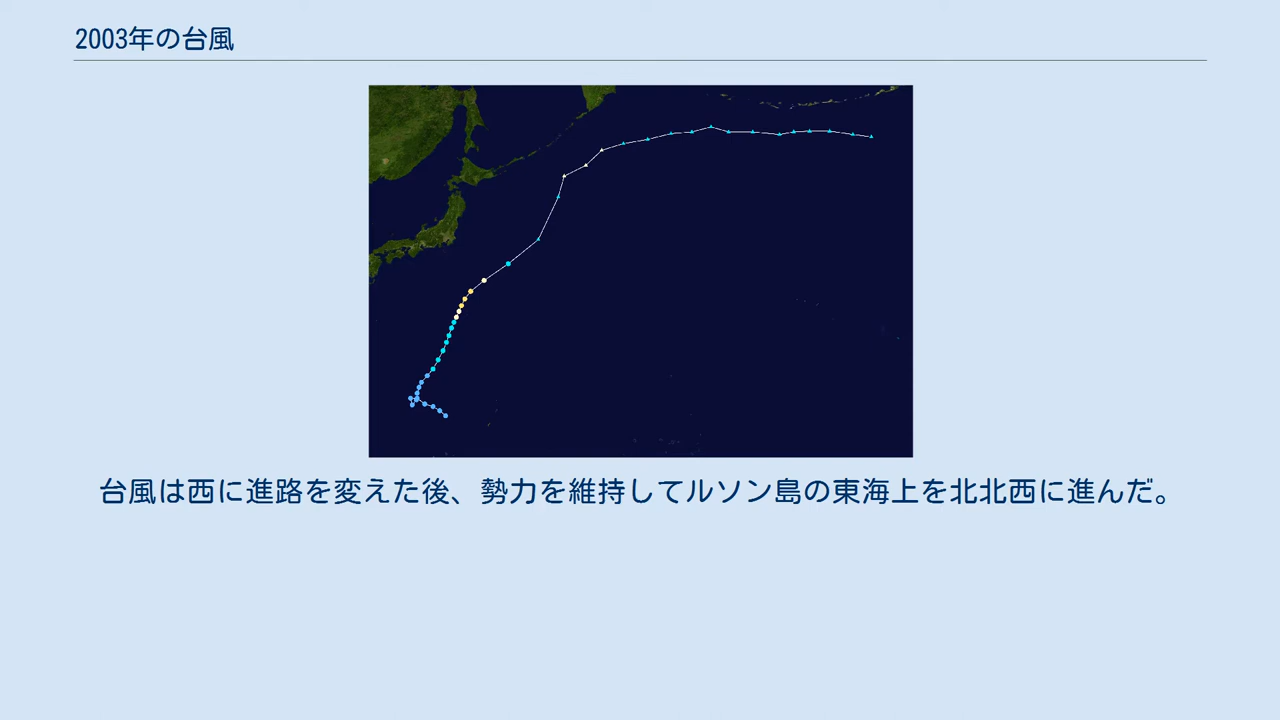 2003年の台風
台風は西に進路を変えた後、勢力を維持してルソン島の東海上を北北西に進んだ。